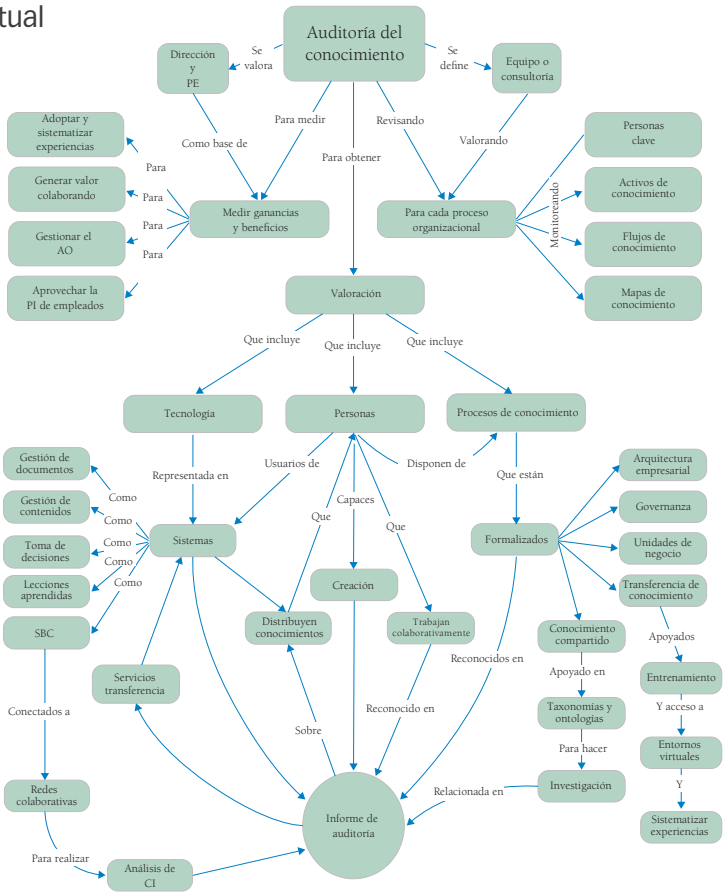 tual
Auditoría del
conocimiento
Se
valora
Se
define
Dirección
y
PE
Equipo o
consultoría
Para medir
Revisando
Como base de
Para obtener
Valorando
Adoptar y
sistematizar
experiencias
Generar valor
colaborando
Gestionar el
AO
Aprovechar la
PI de empleados
Para
Para
Para
Para
Medir ganancias
y beneficios
Para cada proceso
organizacional
Monitoreando
Personas
clave
Activos de
conocimiento
Flujos de
conocimiento
Mapas de
conocimiento
Valoración
Que incluye
Que incluye
Que incluye
Tecnología
Personas
Procesos de conocimiento
Representada en
Usuarios de
Disponen de
Que están
Capaces
Que
Que
Gestión de
documentos
Gestión de
contenidos
Toma de
decisiones
Lecciones
aprendidas
SBC
Como
Como
Como
Como
Como
Sistemas
Formalizados
Arquitectura
empresarial
Governanza
Unidades de
negocio
Transferencia de
conocimiento
Creación
Distribuyen
conocimientos
Trabajan
colaborativamente
Conocimiento
compartido
Apoyados
Servicios
transferencia
Reconocidos en
Apoyado en
Entrenamiento
Conectados a
Sobre
Reconocido en
Taxonomías y
ontologías
Y acceso a
Para hacer
Entornos
virtuales
Redes
colaborativas
Informe de
auditoría
Relacionada en
Investigación
Y
Sistematizar
experiencias
Para realizar
Análisis de
CI